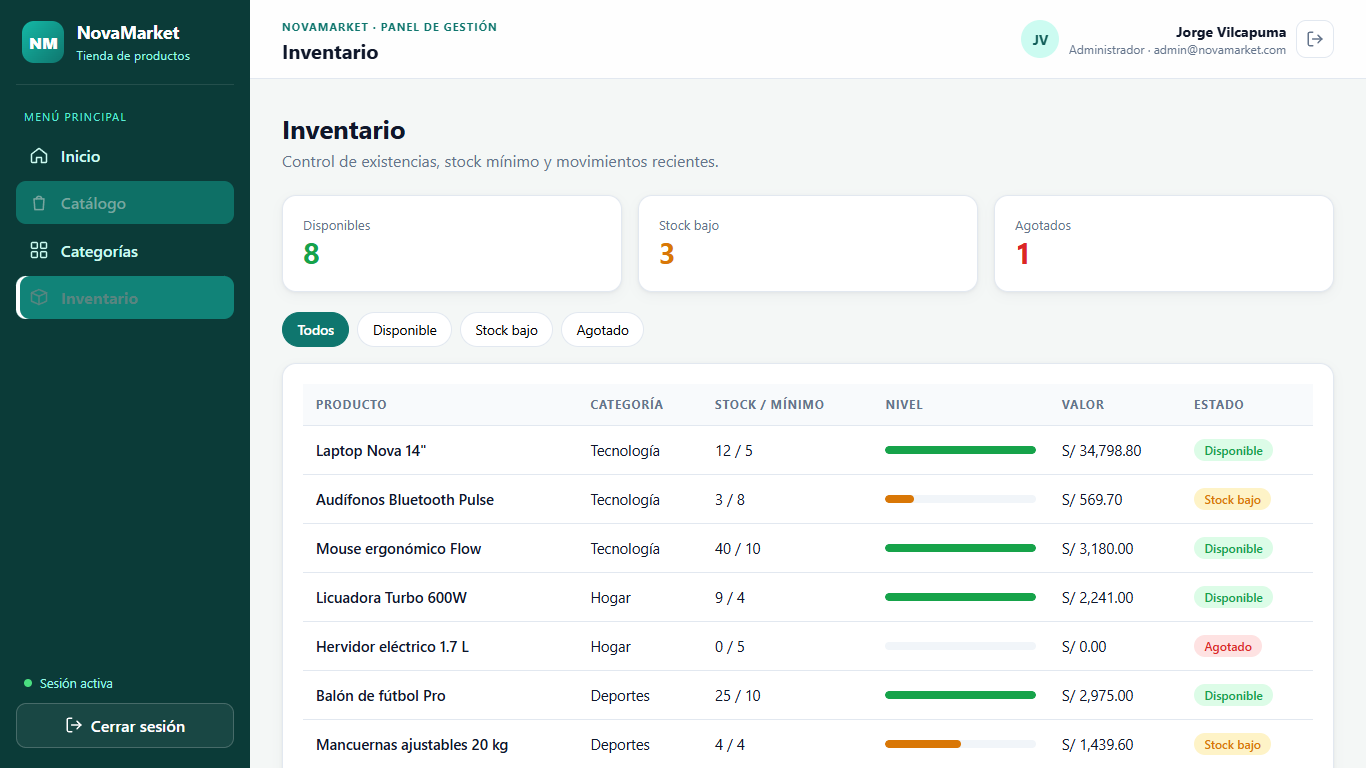 NM
NovaMarket
Tienda de productos
MENÚ PRINCIPAL
Inicio
Catálogo
Categorías
Inventario
Sesión activa
Cerrar sesión
NOVAMARKET · PANEL DE GESTIÓN
Inventario
JV
Jorge Vilcapuma
Administrador · admin@novamarket.com
Inventario
Control de existencias, stock mínimo y movimientos recientes.
Disponibles
8
Stock bajo
3
Agotados
1
Todos Disponible Stock bajo Agotado
PRODUCTO CATEGORÍA STOCK / MÍNIMO NIVEL VALOR ESTADO
Laptop Nova 14" Tecnología 12 / 5 S/ 34,798.80 Disponible
Audífonos Bluetooth Pulse Tecnología 3 / 8 S/ 569.70 Stock bajo
Mouse ergonómico Flow Tecnología 40 / 10 S/ 3,180.00 Disponible
Licuadora Turbo 600W Hogar 9 / 4 S/ 2,241.00 Disponible
Hervidor eléctrico 1.7 L Hogar 0 / 5 S/ 0.00 Agotado
Balón de fútbol Pro Deportes 25 / 10 S/ 2,975.00 Disponible
Mancuernas ajustables 20 kg Deportes 4 / 4 S/ 1,439.60 Stock bajo